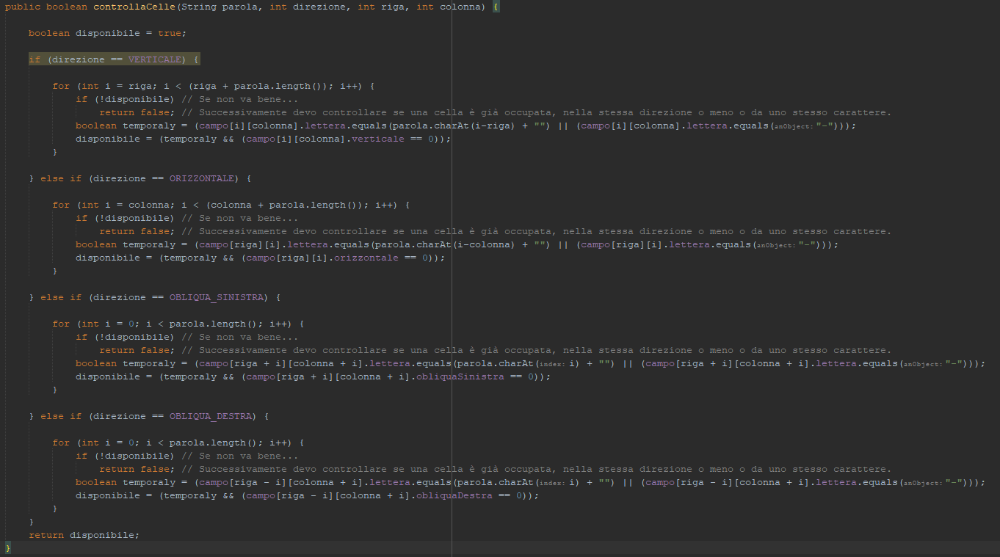 public boolean controllaCelle(String parola, int direzione, int riga, int colonna) {
boolean disponibile = true;
if (direzione == VERTICALE) {
for (int i = riga; i < (riga + parola.length()); i++) {
if (!disponibile) // Se non va bene...
return false; // Successivamente devo controllare se una cella è già occupata, nella stessa direzione o meno o da uno stesso carattere.
boolean temporaly = (campo[i][colonna].lettera.equals(parola.charAt(i-riga) + "") || (campo[i][colonna].lettera.equals(anObject: "-")));
disponibile = (temporaly && (campo[i][colonna].verticale == 0));
}
} else if (direzione == ORIZZONTALE) {
for (int i = colonna; i < (colonna + parola.length()); i++) {
if (!disponibile) // Se non va bene...
return false; // Successivamente devo controllare se una cella è già occupata, nella stessa direzione o meno o da uno stesso carattere.
boolean temporaly = (campo[riga][i].lettera.equals(parola.charAt(i-colonna) + "") || (campo[riga][i].lettera.equals(anObject: "-")));
disponibile = (temporaly && (campo[riga][i].orizzontale == 0));
}
} else if (direzione == OBLIQUA_SINISTRA) {
for (int i = 0; i < parola.length(); i++) {
if (!disponibile) // Se non va bene...
return false; // Successivamente devo controllare se una cella è già occupata, nella stessa direzione o meno o da uno stesso carattere.
boolean temporaly = (campo[riga + i][colonna + i].lettera.equals(parola.charAt(index: i) + "") || (campo[riga + i][colonna + i].lettera.equals(anObject: "-")));
disponibile = (temporaly && (campo[riga + i][colonna + i].obliquaSinistra == 0));
}
} else if (direzione == OBLIQUA_DESTRA) {
for (int i = 0; i < parola.length(); i++) {
if (!disponibile) // Se non va bene...
return false; // Successivamente devo controllare se una cella è già occupata, nella stessa direzione o meno o da uno stesso carattere.
boolean temporaly = (campo[riga - i][colonna + i].lettera.equals(parola.charAt(index: i) + "") || (campo[riga - i][colonna + i].lettera.equals(anObject: "-")));
disponibile = (temporaly && (campo[riga - i][colonna + i].obliquaDestra == 0));
}
}
return disponibile;
}